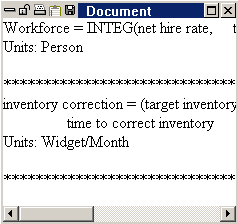 Document
Workforce = INTEG(net hire rate,
Units: Person
********************************
inventory correction = (target inventory
time to correct inventory
Units: Widget/Month
********************************